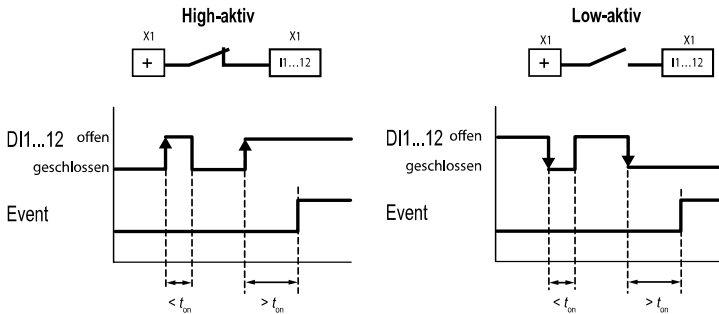 High-aktiv
X1
X1
+
I1...12
DI1...12
offen
geschlossen
Event
< ton
> ton
Low-aktiv
X1
X1
+
I1...12
DI1...12
offen
geschlossen
Event
< ton
> ton